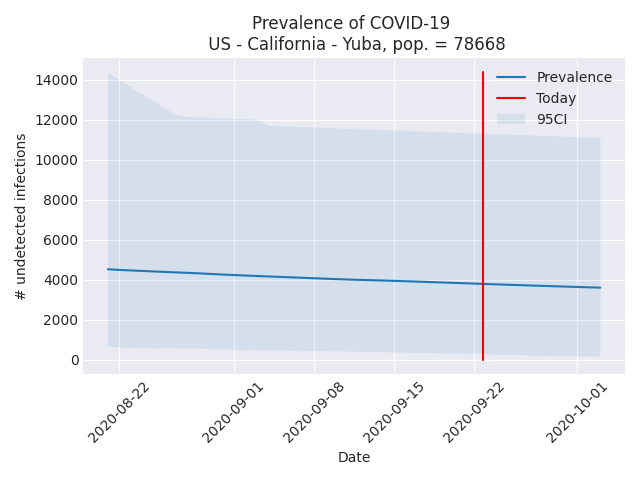 Prevalence of COVID-19
US - California - Yuba, pop. = 78668
Prevalence
Today
95CI
# undetected infections
14000
12000
10000
8000
6000
4000
2000
0
2020-08-22
2020-09-01
2020-09-08
2020-09-15
2020-09-22
2020-10-01
Date